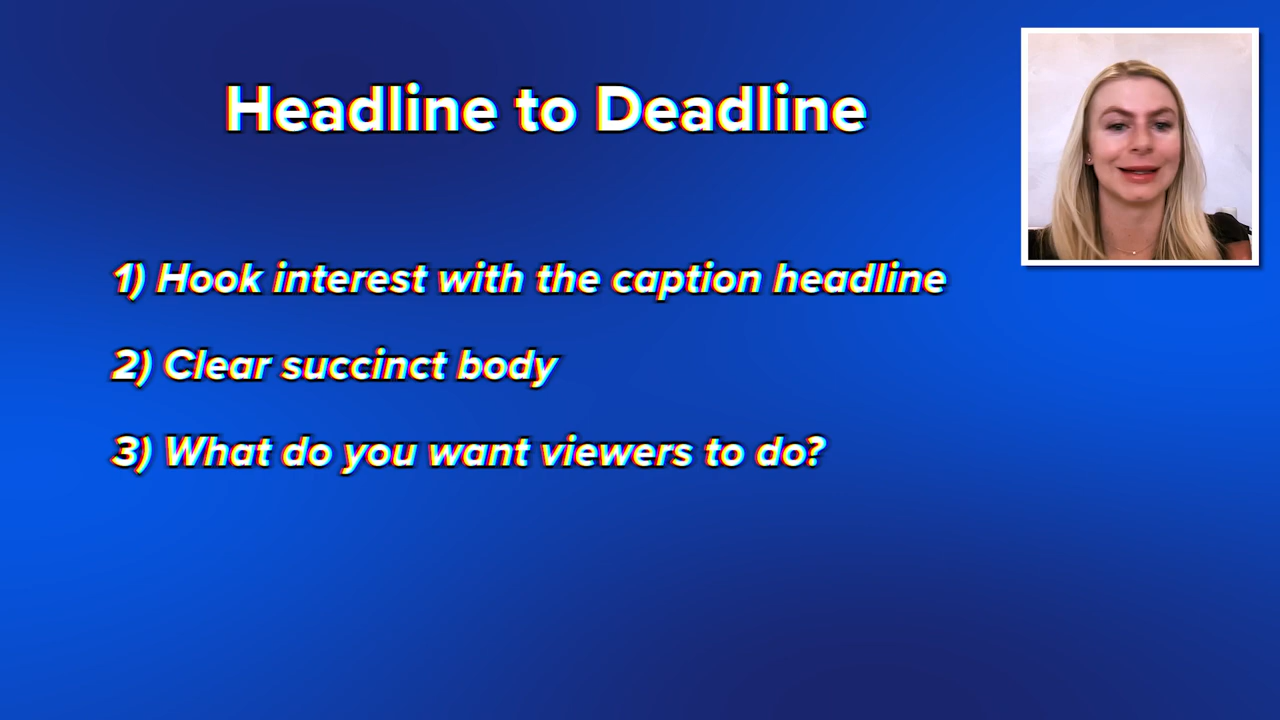 Headline to Deadline
1) Hook interest with the caption headline
2) Clear succinct body
3) What do you want viewers to do?